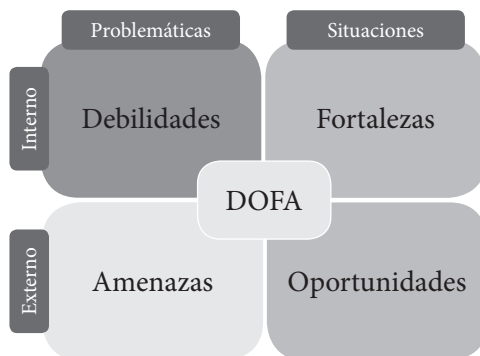 Problemáticas
Situaciones
Interno
Debilidades
Fortalezas
DOFA
Externo
Amenazas
Oportunidades